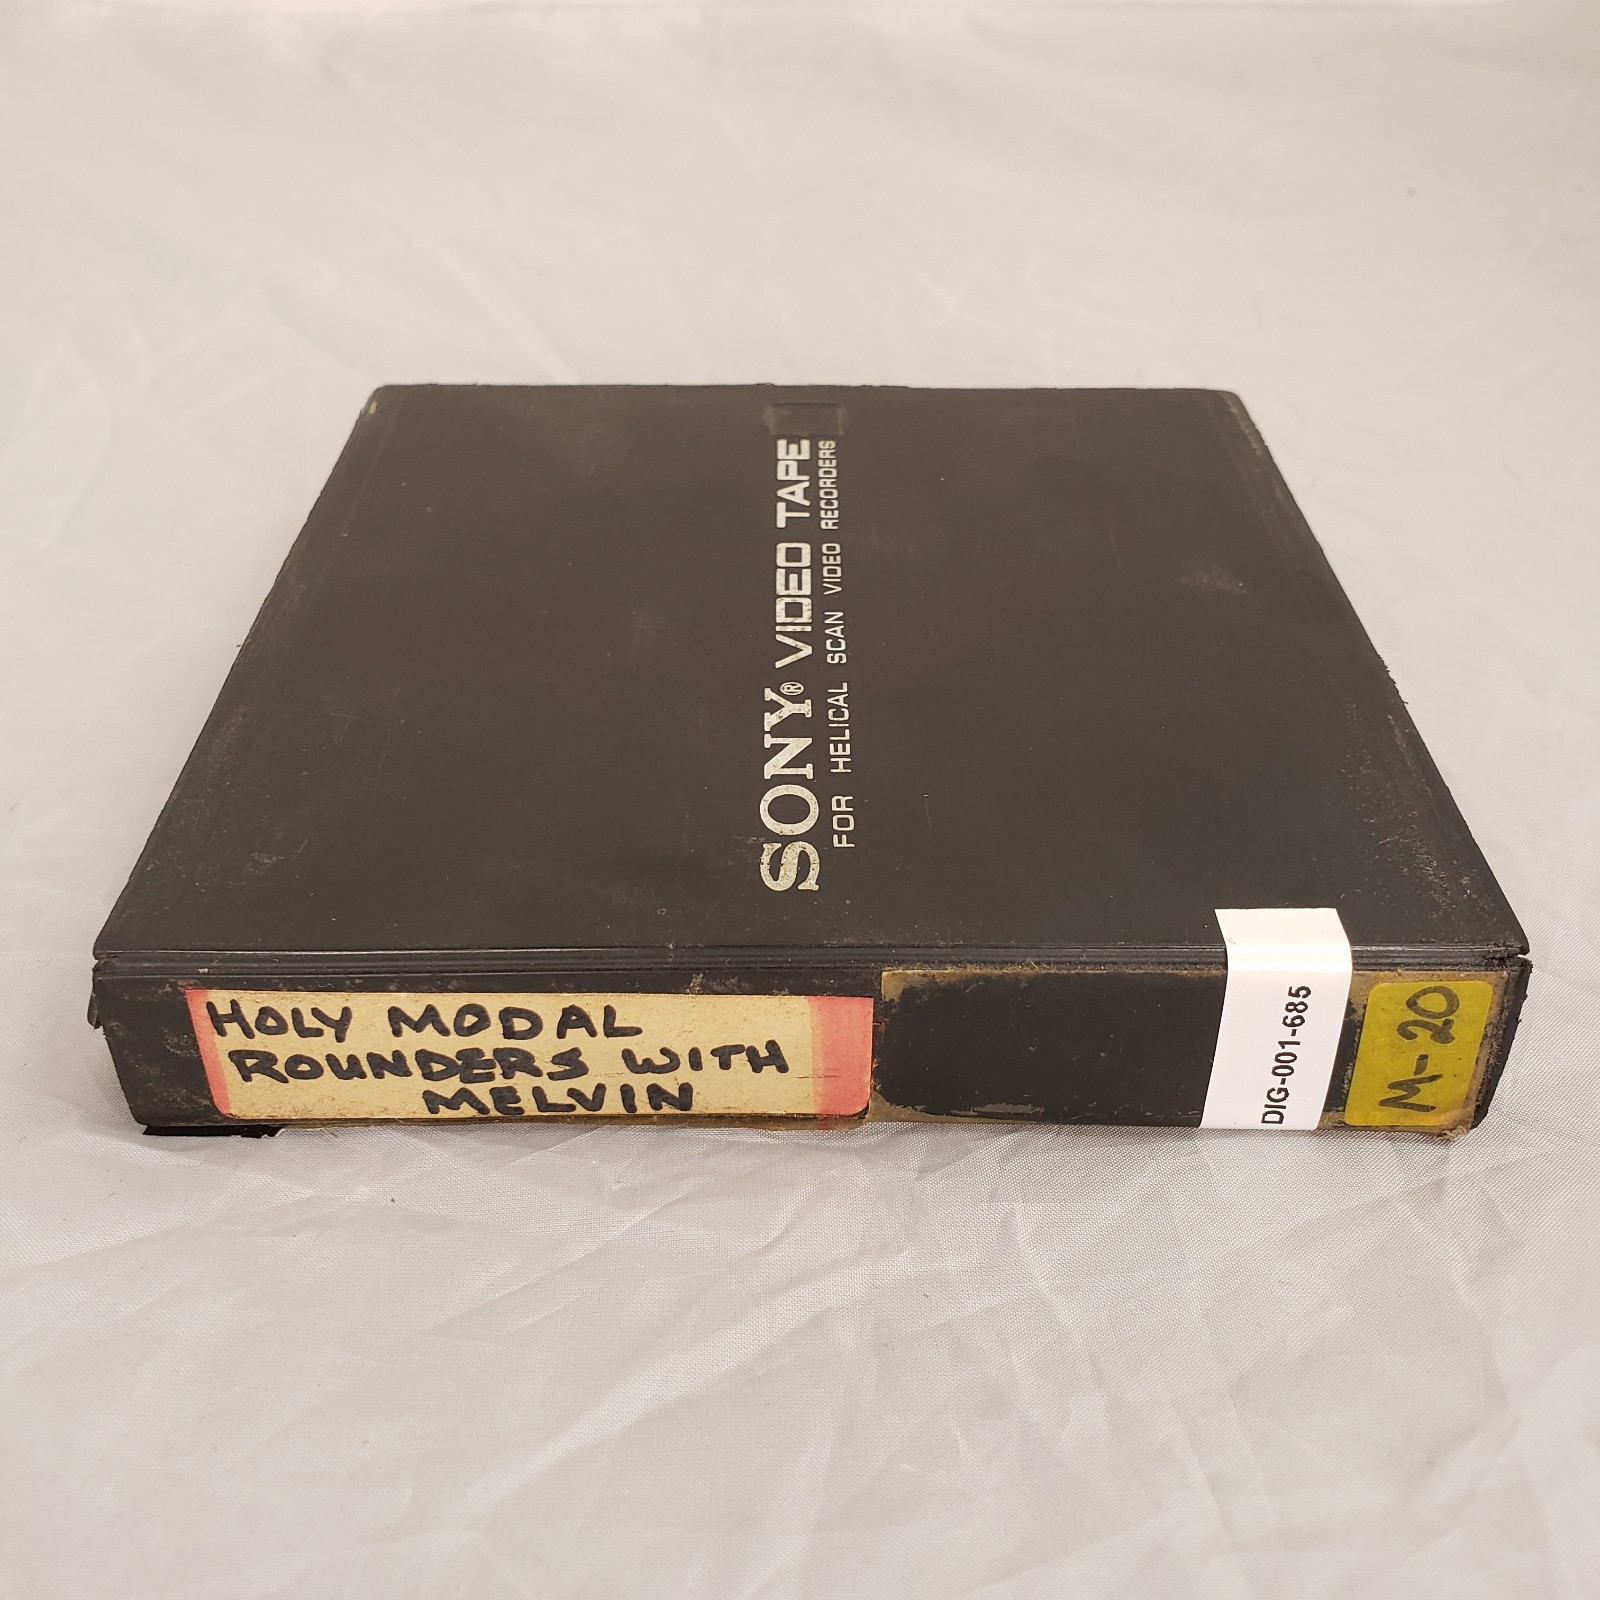 SONY® VIDEO TAPE
FOR HELICAL SCAN VIDEO RECORDERS
HOLY MODAL
ROUNDERS WITH
MELVIN
DIG-001-685
M-20